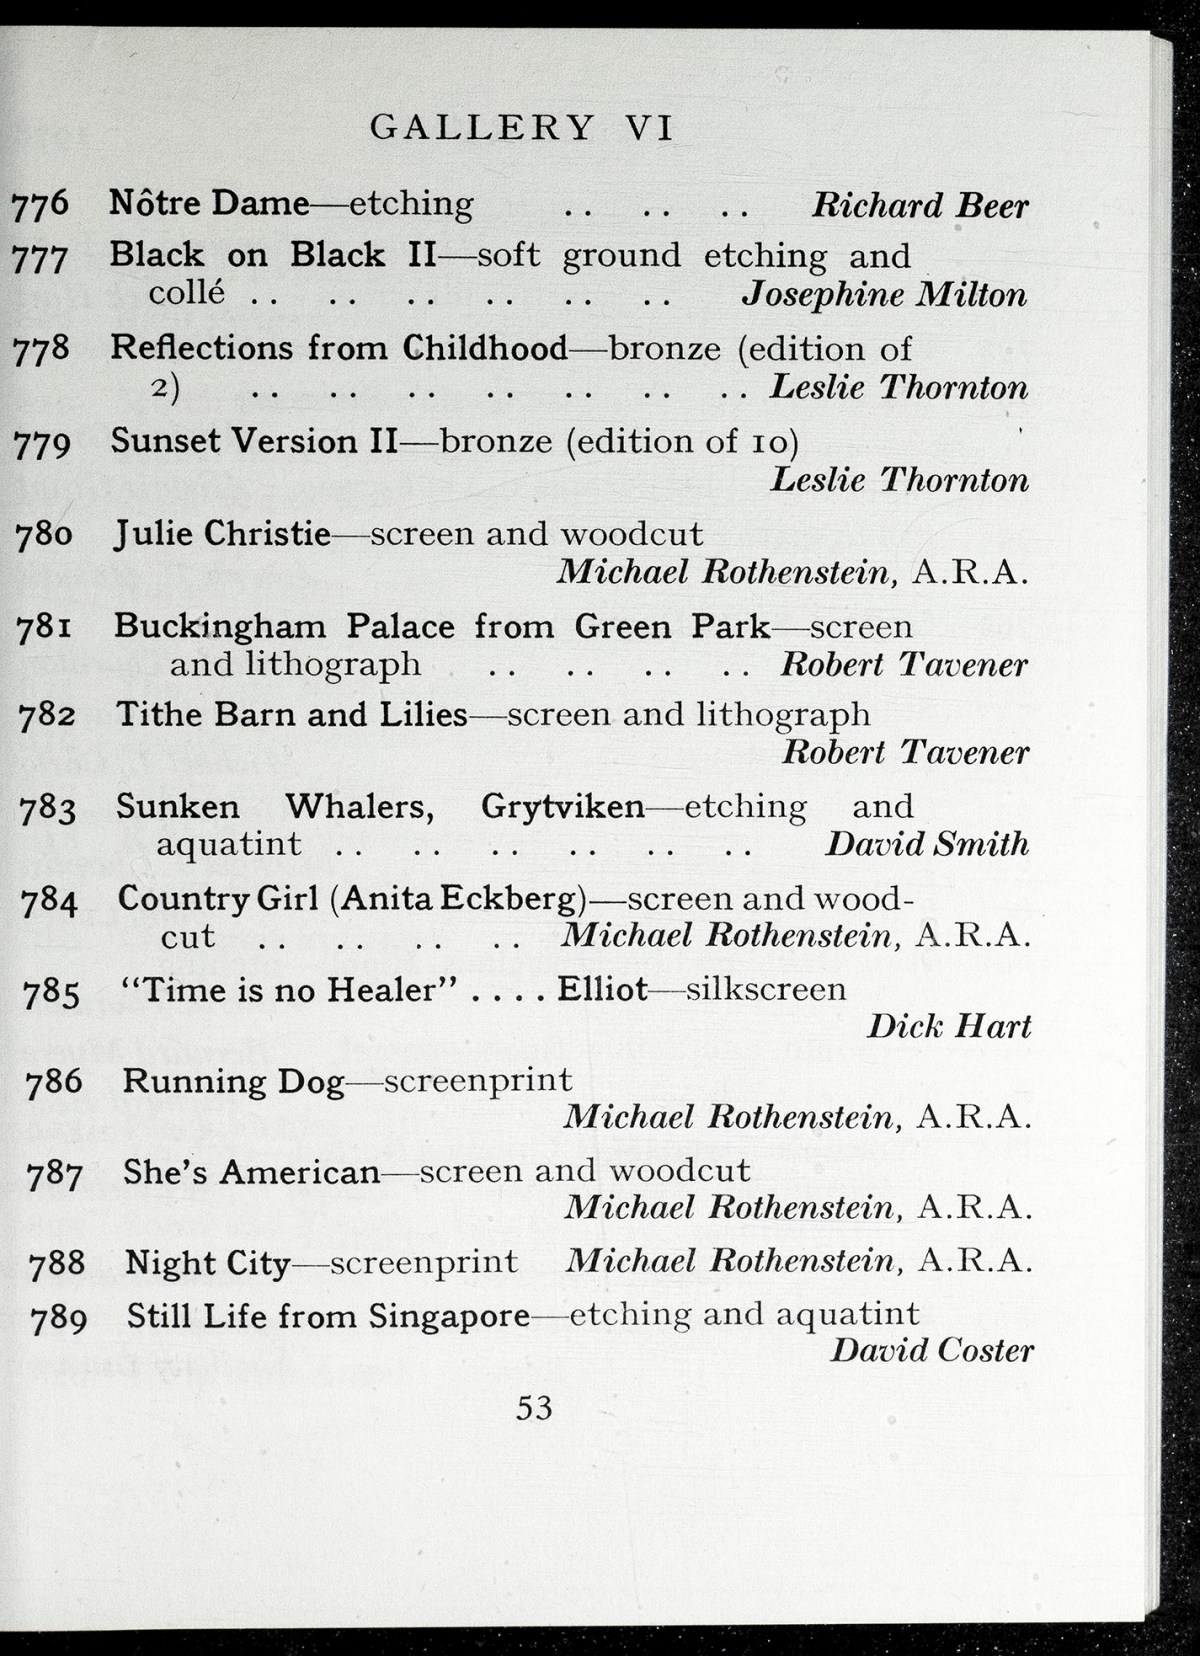 GALLERY VI
776 Nôtre Dame—etching .. .. .. Richard Beer
777 Black on Black II—soft ground etching and
collé .. .. .. .. .. .. Josephine Milton
778 Reflections from Childhood—bronze (edition of
2) .. .. .. .. .. .. .. Leslie Thornton
779 Sunset Version II—bronze (edition of 10)
Leslie Thornton
780 Julie Christie—screen and woodcut
Michael Rothenstein, A.R.A.
781 Buckingham Palace from Green Park—screen
and lithograph .. .. .. .. Robert Tavener
782 Tithe Barn and Lilies—screen and lithograph
Robert Tavener
783 Sunken Whalers, Grytviken—etching and
aquatint .. .. .. .. .. .. David Smith
784 Country Girl (Anita Eckberg)—screen and wood-
cut .. .. .. .. Michael Rothenstein, A.R.A.
785 “Time is no Healer” .... Elliot—silkscreen
Dick Hart
786 Running Dog—screenprint
Michael Rothenstein, A.R.A.
787 She’s American—screen and woodcut
Michael Rothenstein, A.R.A.
788 Night City—screenprint Michael Rothenstein, A.R.A.
789 Still Life from Singapore—etching and aquatint
David Coster
53